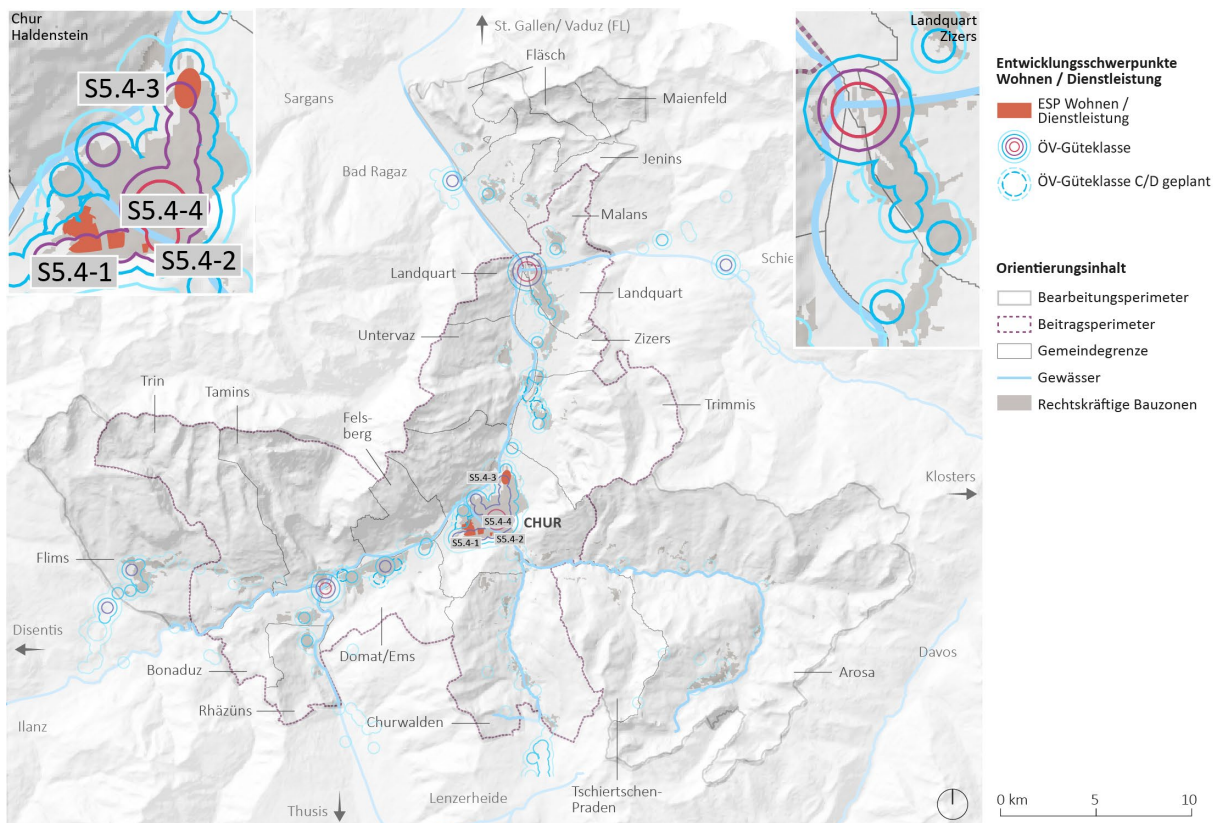 Chur
Haldenstein
S5.4-3
S5.4-4
S5.4-1
S5.4-2
St. Gallen/ Vaduz (FL)
Fläsch
Sargans
Maienfeld
Jenins
Bad Ragaz
Malans
Landquart
Schie
Landquart
Untervaz
Zizers
Trin
Tamins
Trimmis
Fels-
berg
Klosters
S5.4-3
S5.4-4
CHUR
S5.4-1
S5.4-2
Flims
Disentis
Domat/Ems
Bonaduz
Davos
Arosa
Rhäzüns
Churwalden
Ilanz
Tschiertschen-
Praden
Lenzerheide
Thusis
Landquart
Zizers
Entwicklungsschwerpunkte
Wohnen / Dienstleistung
ESP Wohnen /
Dienstleistung
ÖV-Güteklasse
ÖV-Güteklasse C/D geplant
Orientierungsinhalt
Bearbeitungsperimeter
Beitragsperimeter
Gemeindegrenze
Gewässer
Rechtskräftige Bauzonen
0 km 5 10